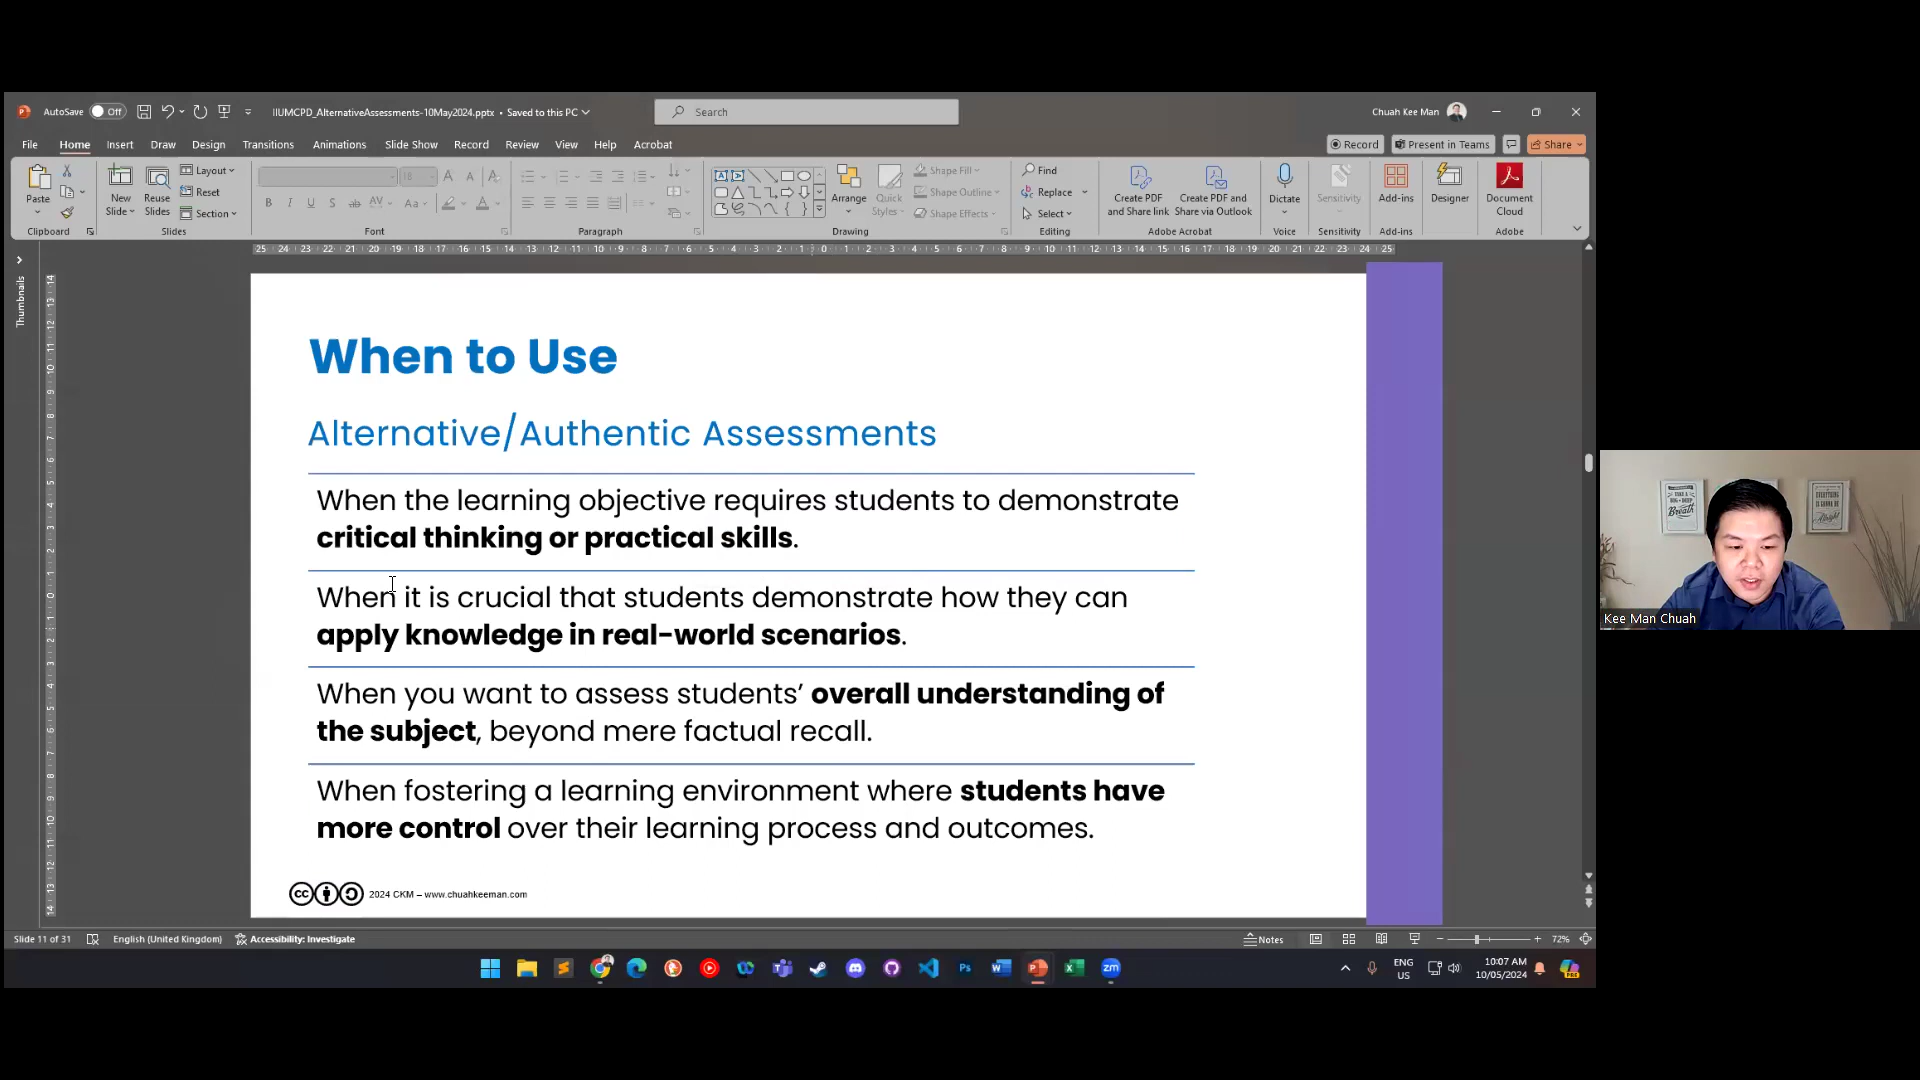 AutoSave Off IIUMCPD_AlternativeAssessments-10May2024.pptx • Saved to this PC Search Chuah Kee Man
File Home Insert Draw Design Transitions Animations Slide Show Record Review View Help Acrobat Record Present in Teams Share
Paste New Slide Reuse Slides Layout Reset Section 18 Arrange Quick Styles Shape Fill Shape Outline Shape Effects Find Replace Select Create PDF and Share link Create PDF and Share via Outlook Dictate Sensitivity Add-ins Designer Document Cloud
Clipboard Slides Font Paragraph Drawing Editing Adobe Acrobat Voice Sensitivity Add-ins Adobe
Thumbnails
When to Use
Alternative/Authentic Assessments
When the learning objective requires students to demonstrate
critical thinking or practical skills.
When it is crucial that students demonstrate how they can
apply knowledge in real-world scenarios.
When you want to assess students’ overall understanding of
the subject, beyond mere factual recall.
When fostering a learning environment where students have
more control over their learning process and outcomes.
2024 CKM – www.chuahkeeman.com
Kee Man Chuah
Slide 11 of 31 English (United Kingdom) Accessibility: Investigate Notes 72%
ENG
US
10:07 AM
10/05/2024